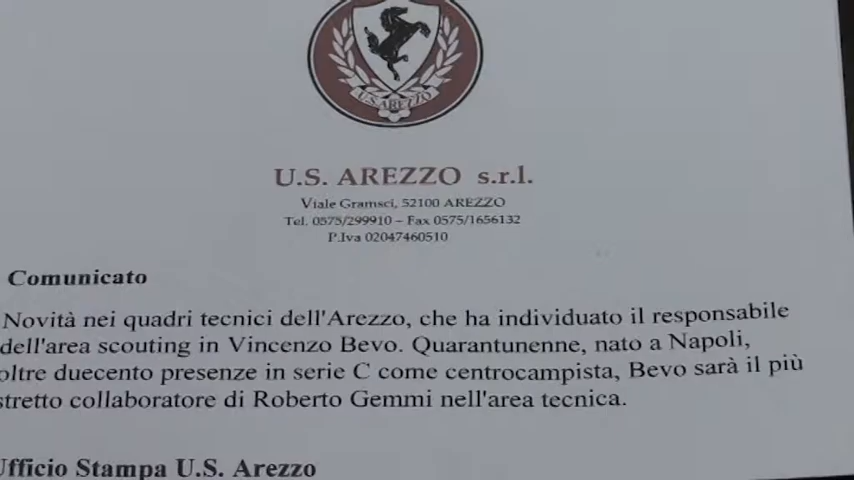 U.S. AREZZO
U.S. AREZZO s.r.l.
Viale Gramsci, 52100 AREZZO
Tel. 0575/299910 – Fax 0575/1656132
P.Iva 02047460510
Comunicato
Novità nei quadri tecnici dell'Arezzo, che ha individuato il responsabile
dell'area scouting in Vincenzo Bevo. Quarantunenne, nato a Napoli,
oltre duecento presenze in serie C come centrocampista, Bevo sarà il più
stretto collaboratore di Roberto Gemmi nell'area tecnica.
Ufficio Stampa U.S. Arezzo